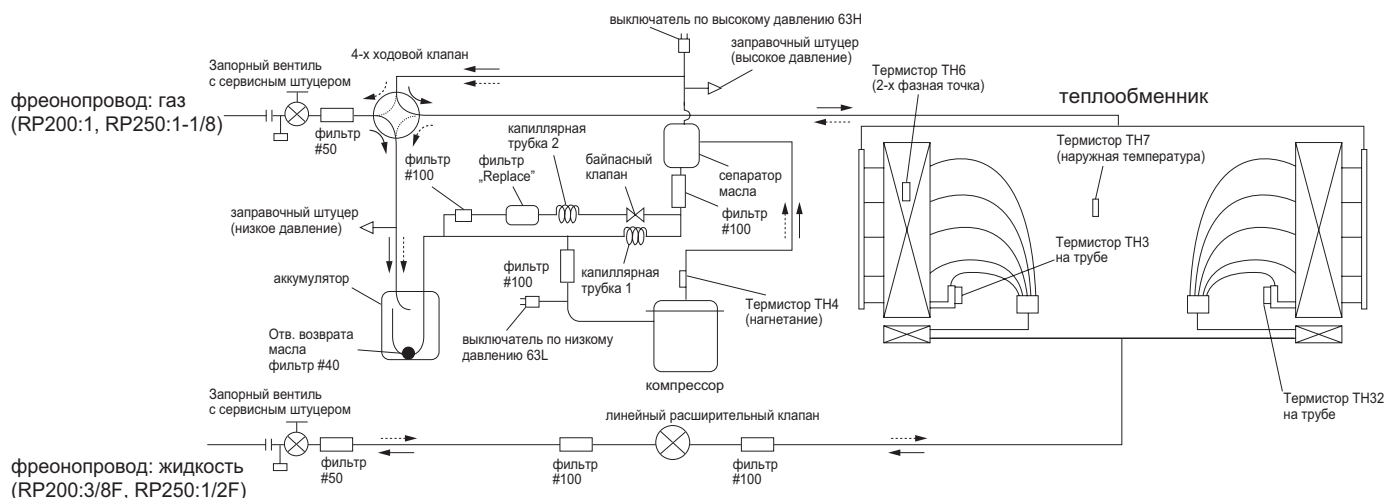 выключатель по высокому давлению 63H
заправочный штуцер
(высокое давление)
4-х ходовой клапан
Запорный вентиль
с сервисным штуцером
Термистор TH6
(2-х фазная точка)
теплообменник
фреонопровод: газ
(RP200:1, RP250:1-1/8)
фильтр
#50
фильтр
#100
фильтр
„Replace”
капиллярная
трубка 2
байпасный
клапан
сепаратор
масла
фильтр
#100
Термистор TH7
(наружная температура)
заправочный штуцер
(низкое давление)
Термистор TH3
на трубе
фильтр
#100
капиллярная
трубка 1
аккумулятор
Термистор TH4
(нагнетание)
Отв. возврата
масла
фильтр #40
выключатель по низкому
давлению 63L
компрессор
Запорный вентиль
с сервисным штуцером
линейный расширительный клапан
Термистор TH32
на трубе
фреонопровод: жидкость
(RP200:3/8F, RP250:1/2F)
фильтр
#50
фильтр
#100
фильтр
#100